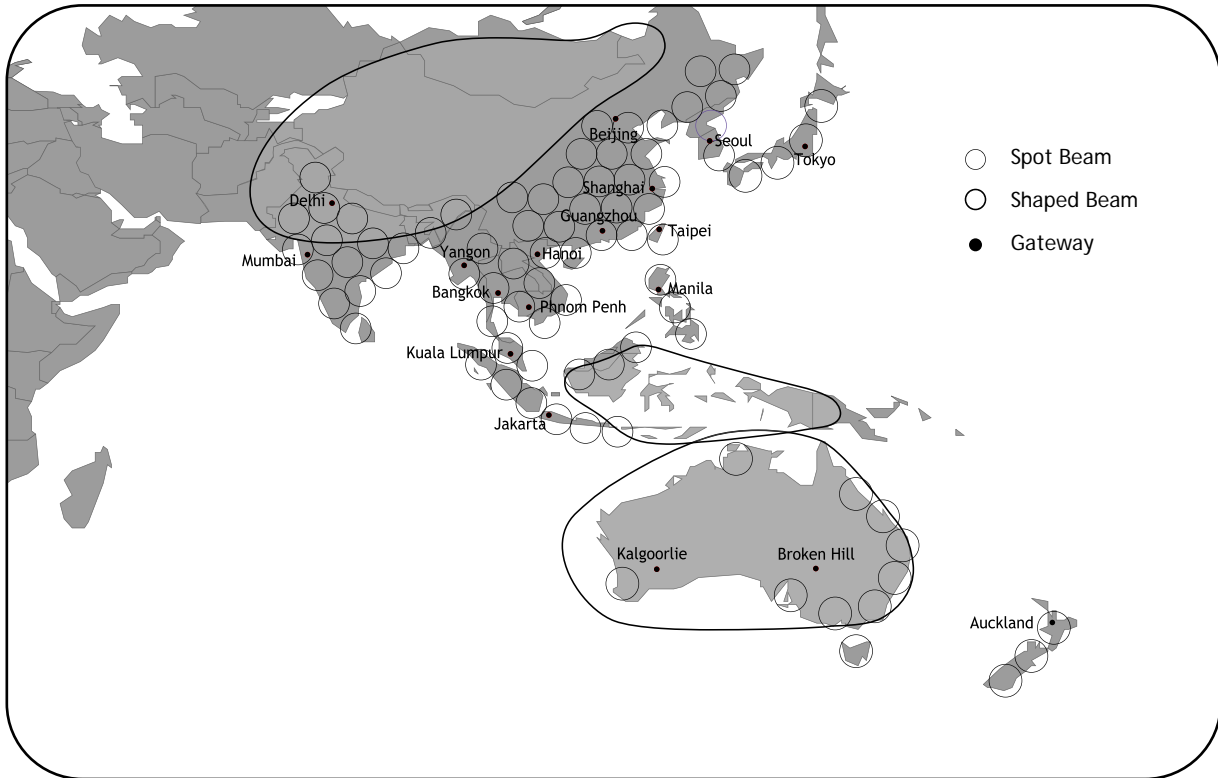 Beijing
Seoul
Tokyo
Spot Beam
Shaped Beam
Gateway
Delhi
Shanghai
Guangzhou
Taipei
Mumbai
Yangon
Hanoi
Bangkok
Manila
Phnom Penh
Kuala Lumpur
Jakarta
Kalgoorlie
Broken Hill
Auckland